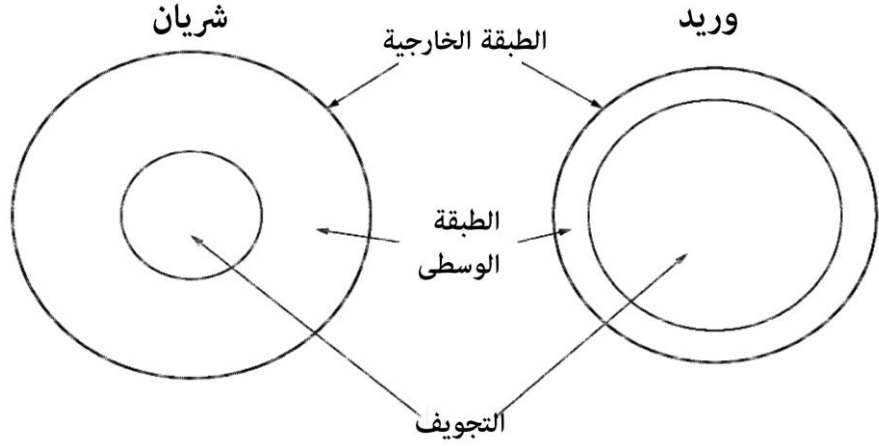 شريان
وريد
الطبقة الخارجية
الطبقة
الوسطى
التجويف